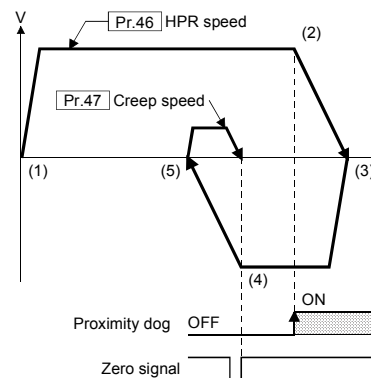 V
Pr.46 HPR speed
(2)
Pr.47 Creep speed
(1)
(5)
(3)
(4)
ON
Proximity dog OFF
Zero signal